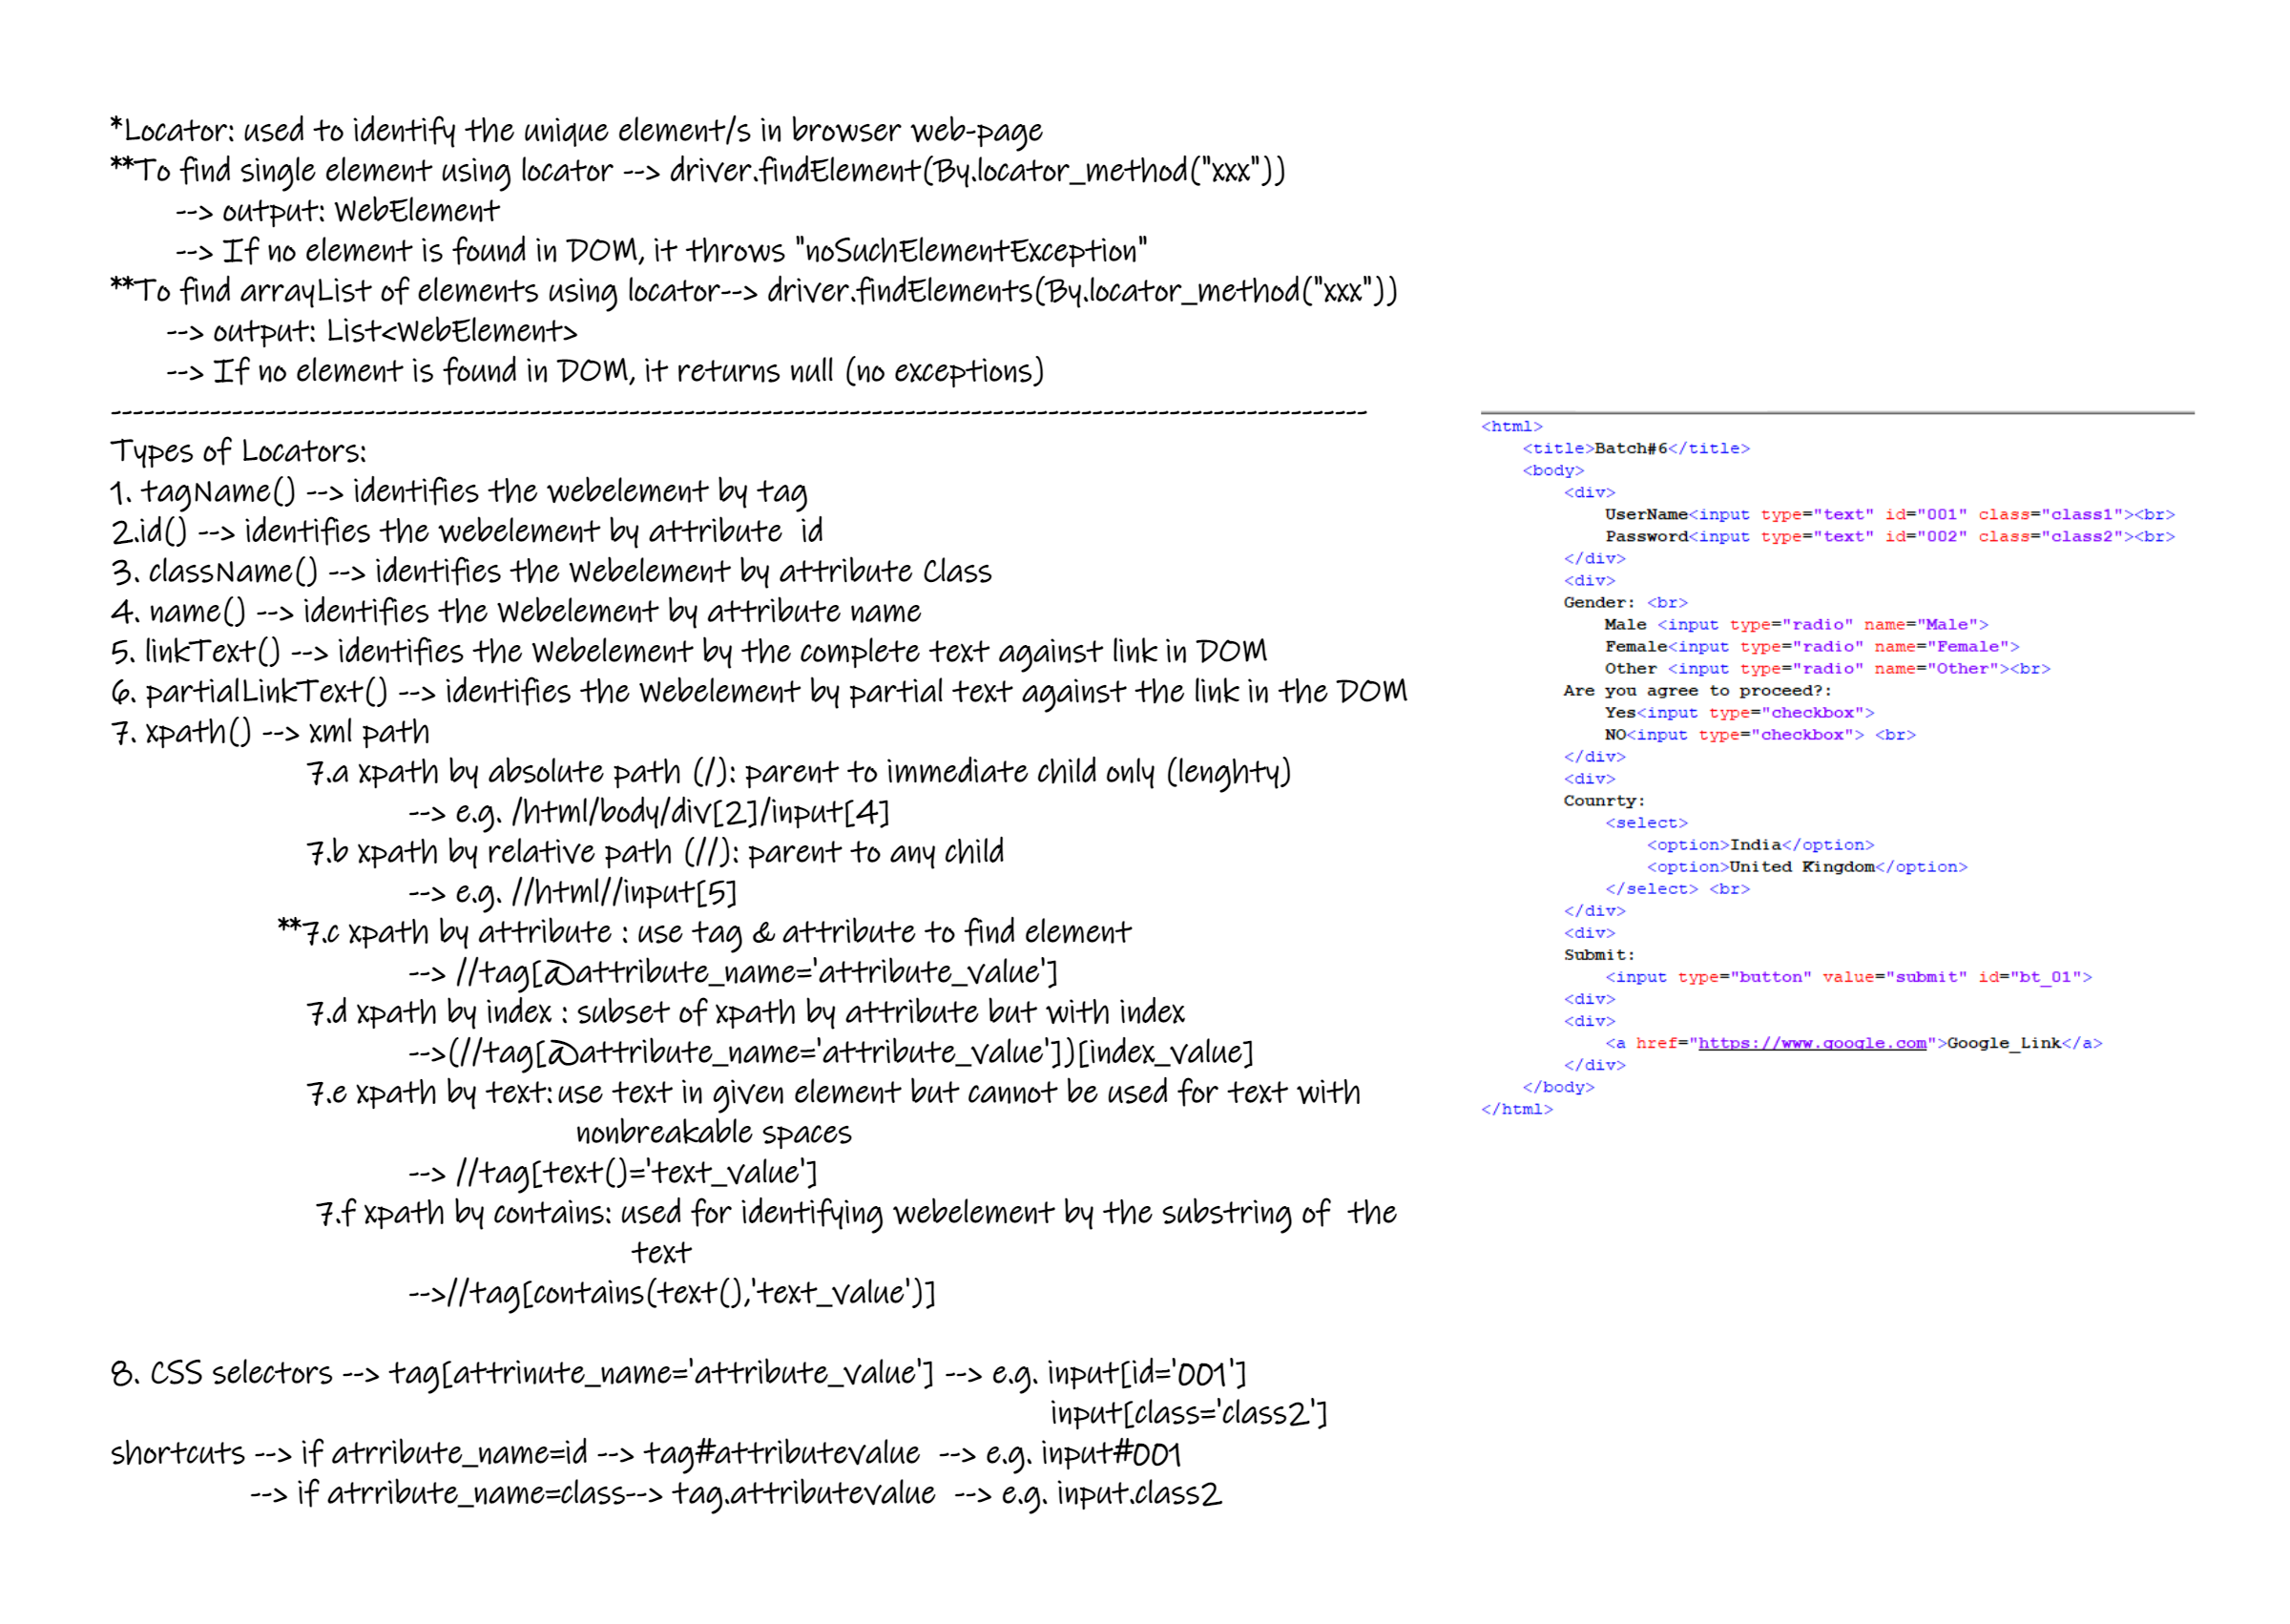 *Locator: used to identify the unique element/s in browser web-page
**To find single element using locator --> driver.findElement(By.locator_method("xxx"))
--> output: WebElement
--> If no element is found in DOM, it throws "noSuchElementException"
**To find arrayList of elements using locator--> driver.findElements(By.locator_method("xxx"))
--> output: List<WebElement>
--> If no element is found in DOM, it returns null (no exceptions)
------------------------------------------------------------------------------------------------------------------
Types of Locators:
1. tagName() --> identifies the webelement by tag
2.id() --> identifies the webelement by attribute  id
3. className() --> identifies the Webelement by attribute Class
4. name() --> identifies the Webelement by attribute name
5. linkText() --> identifies the Webelement by the complete text against link in DOM
6. partialLinkText() --> identifies the Webelement by partial text against the link in the DOM
7. xpath() --> xml path
7.a xpath by absolute path (/): parent to immediate child only (lenghty)
--> e.g. /html/body/div[2]/input[4]
7.b xpath by relative path (//): parent to any child
--> e.g. //html//input[5]
**7.c xpath by attribute : use tag & attribute to find element
--> //tag[@attribute_name='attribute_value']
7.d xpath by index : subset of xpath by attribute but with index
-->(//tag[@attribute_name='attribute_value'])[index_value]
7.e xpath by text: use text in given element but cannot be used for text with
nonbreakable spaces
--> //tag[text()='text_value']
7.f xpath by contains: used for identifying webelement by the substring of  the
text
-->//tag[contains(text(),'text_value')]
8. CSS selectors --> tag[attrinute_name='attribute_value'] --> e.g. input[id='001']
input[class='class2']
shortcuts --> if atrribute_name=id --> tag#attributevalue  --> e.g. input#001
--> if atrribute_name=class--> tag.attributevalue  --> e.g. input.class2
<html>
<title>Batch#6</title>
<body>
<div>
UserName<input type="text" id="001" class="class1"><br>
Password<input type="text" id="002" class="class2"><br>
</div>
<div>
Gender: <br>
Male <input type="radio" name="Male">
Female<input type="radio" name="Female">
Other <input type="radio" name="Other"><br>
Are you agree to proceed?:
Yes<input type="checkbox">
NO<input type="checkbox"> <br>
</div>
<div>
Counrty:
<select>
<option>India</option>
<option>United Kingdom</option>
</select> <br>
</div>
<div>
Submit:
<input type="button" value="submit" id="bt_01">
<div>
<div>
<a href="https://www.google.com">Google_Link</a>
</div>
</body>
</html>